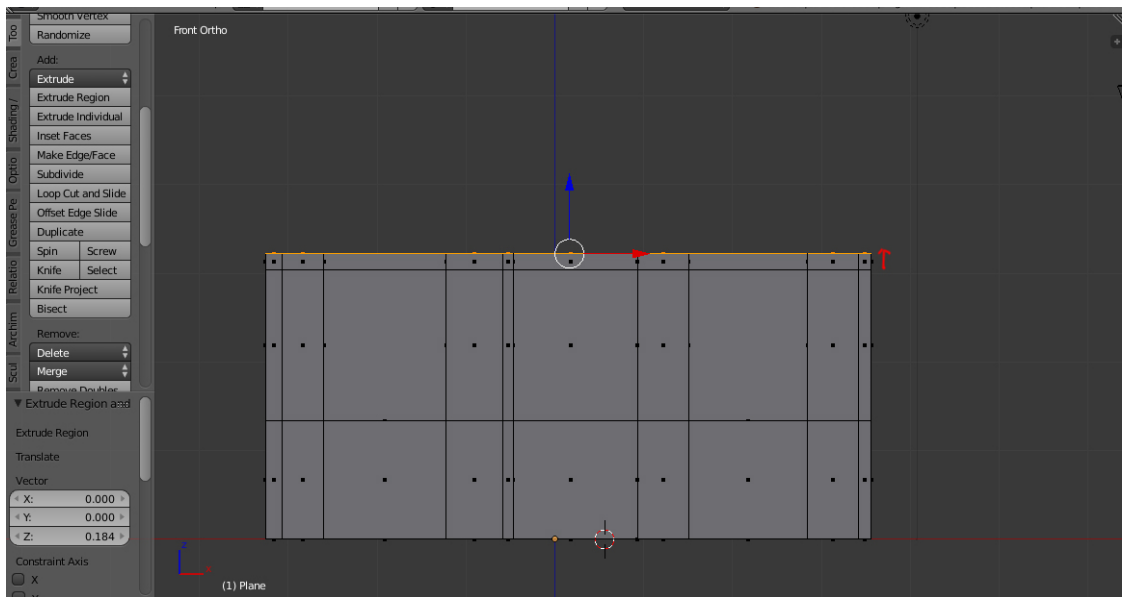 Smooth Vertex
Randomize
Add:
Extrude
Extrude Region
Extrude Individual
Inset Faces
Make Edge/Face
Subdivide
Loop Cut and Slide
Offset Edge Slide
Duplicate
Spin Screw
Knife Select
Knife Project
Bisect
Remove:
Delete
Merge
Remove Doubles
Too
Crea
Shading /
Optio
Grease Pe
Relatio
Archim
Scul
Extrude Region and
Extrude Region
Translate
Vector
X: 0.000
Y: 0.000
Z: 0.184
Constraint Axis
X
Front Ortho
z
(1) Plane